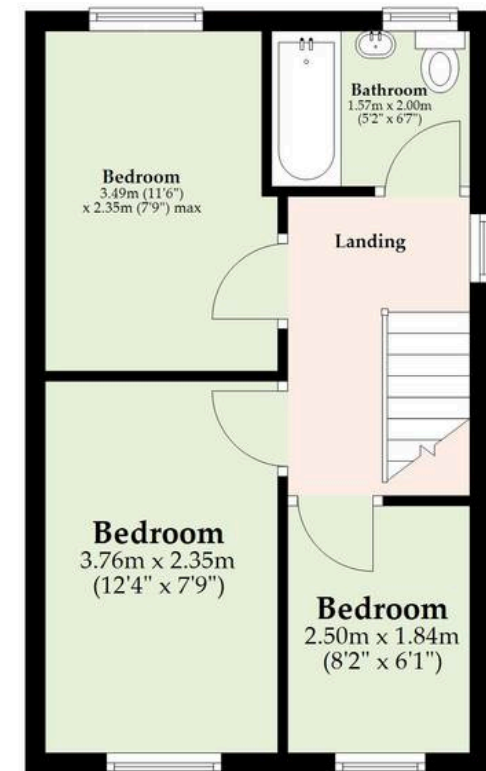 Bathroom
1.57m x 2.00m
(5'2" x 6'7")
Bedroom
3.49m (11'6")
x 2.35m (7'9") max
Landing
Bedroom
3.76m x 2.35m
(12'4" x 7'9")
Bedroom
2.50m x 1.84m
(8'2" x 6'1")